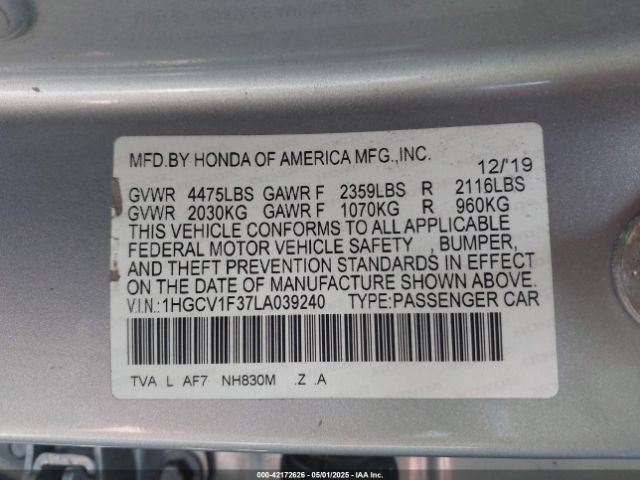 MFD.BY HONDA OF AMERICA MFG.,INC.
12/'19
GVWR 4475LBS GAWR F 2359LBS R 2116LBS
GVWR 2030KG GAWR F 1070KG R 960KG
THIS VEHICLE CONFORMS TO ALL APPLICABLE
FEDERAL MOTOR VEHICLE SAFETY , BUMPER,
AND THEFT PREVENTION STANDARDS IN EFFECT
ON THE DATE OF MANUFACTURE SHOWN ABOVE.
V.I.N.:1HGCV1F37LA039240 TYPE:PASSENGER CAR
TVA L AF7 NH830M .Z .A
000-42172626 - 05/01/2025 - IAAI Inc.